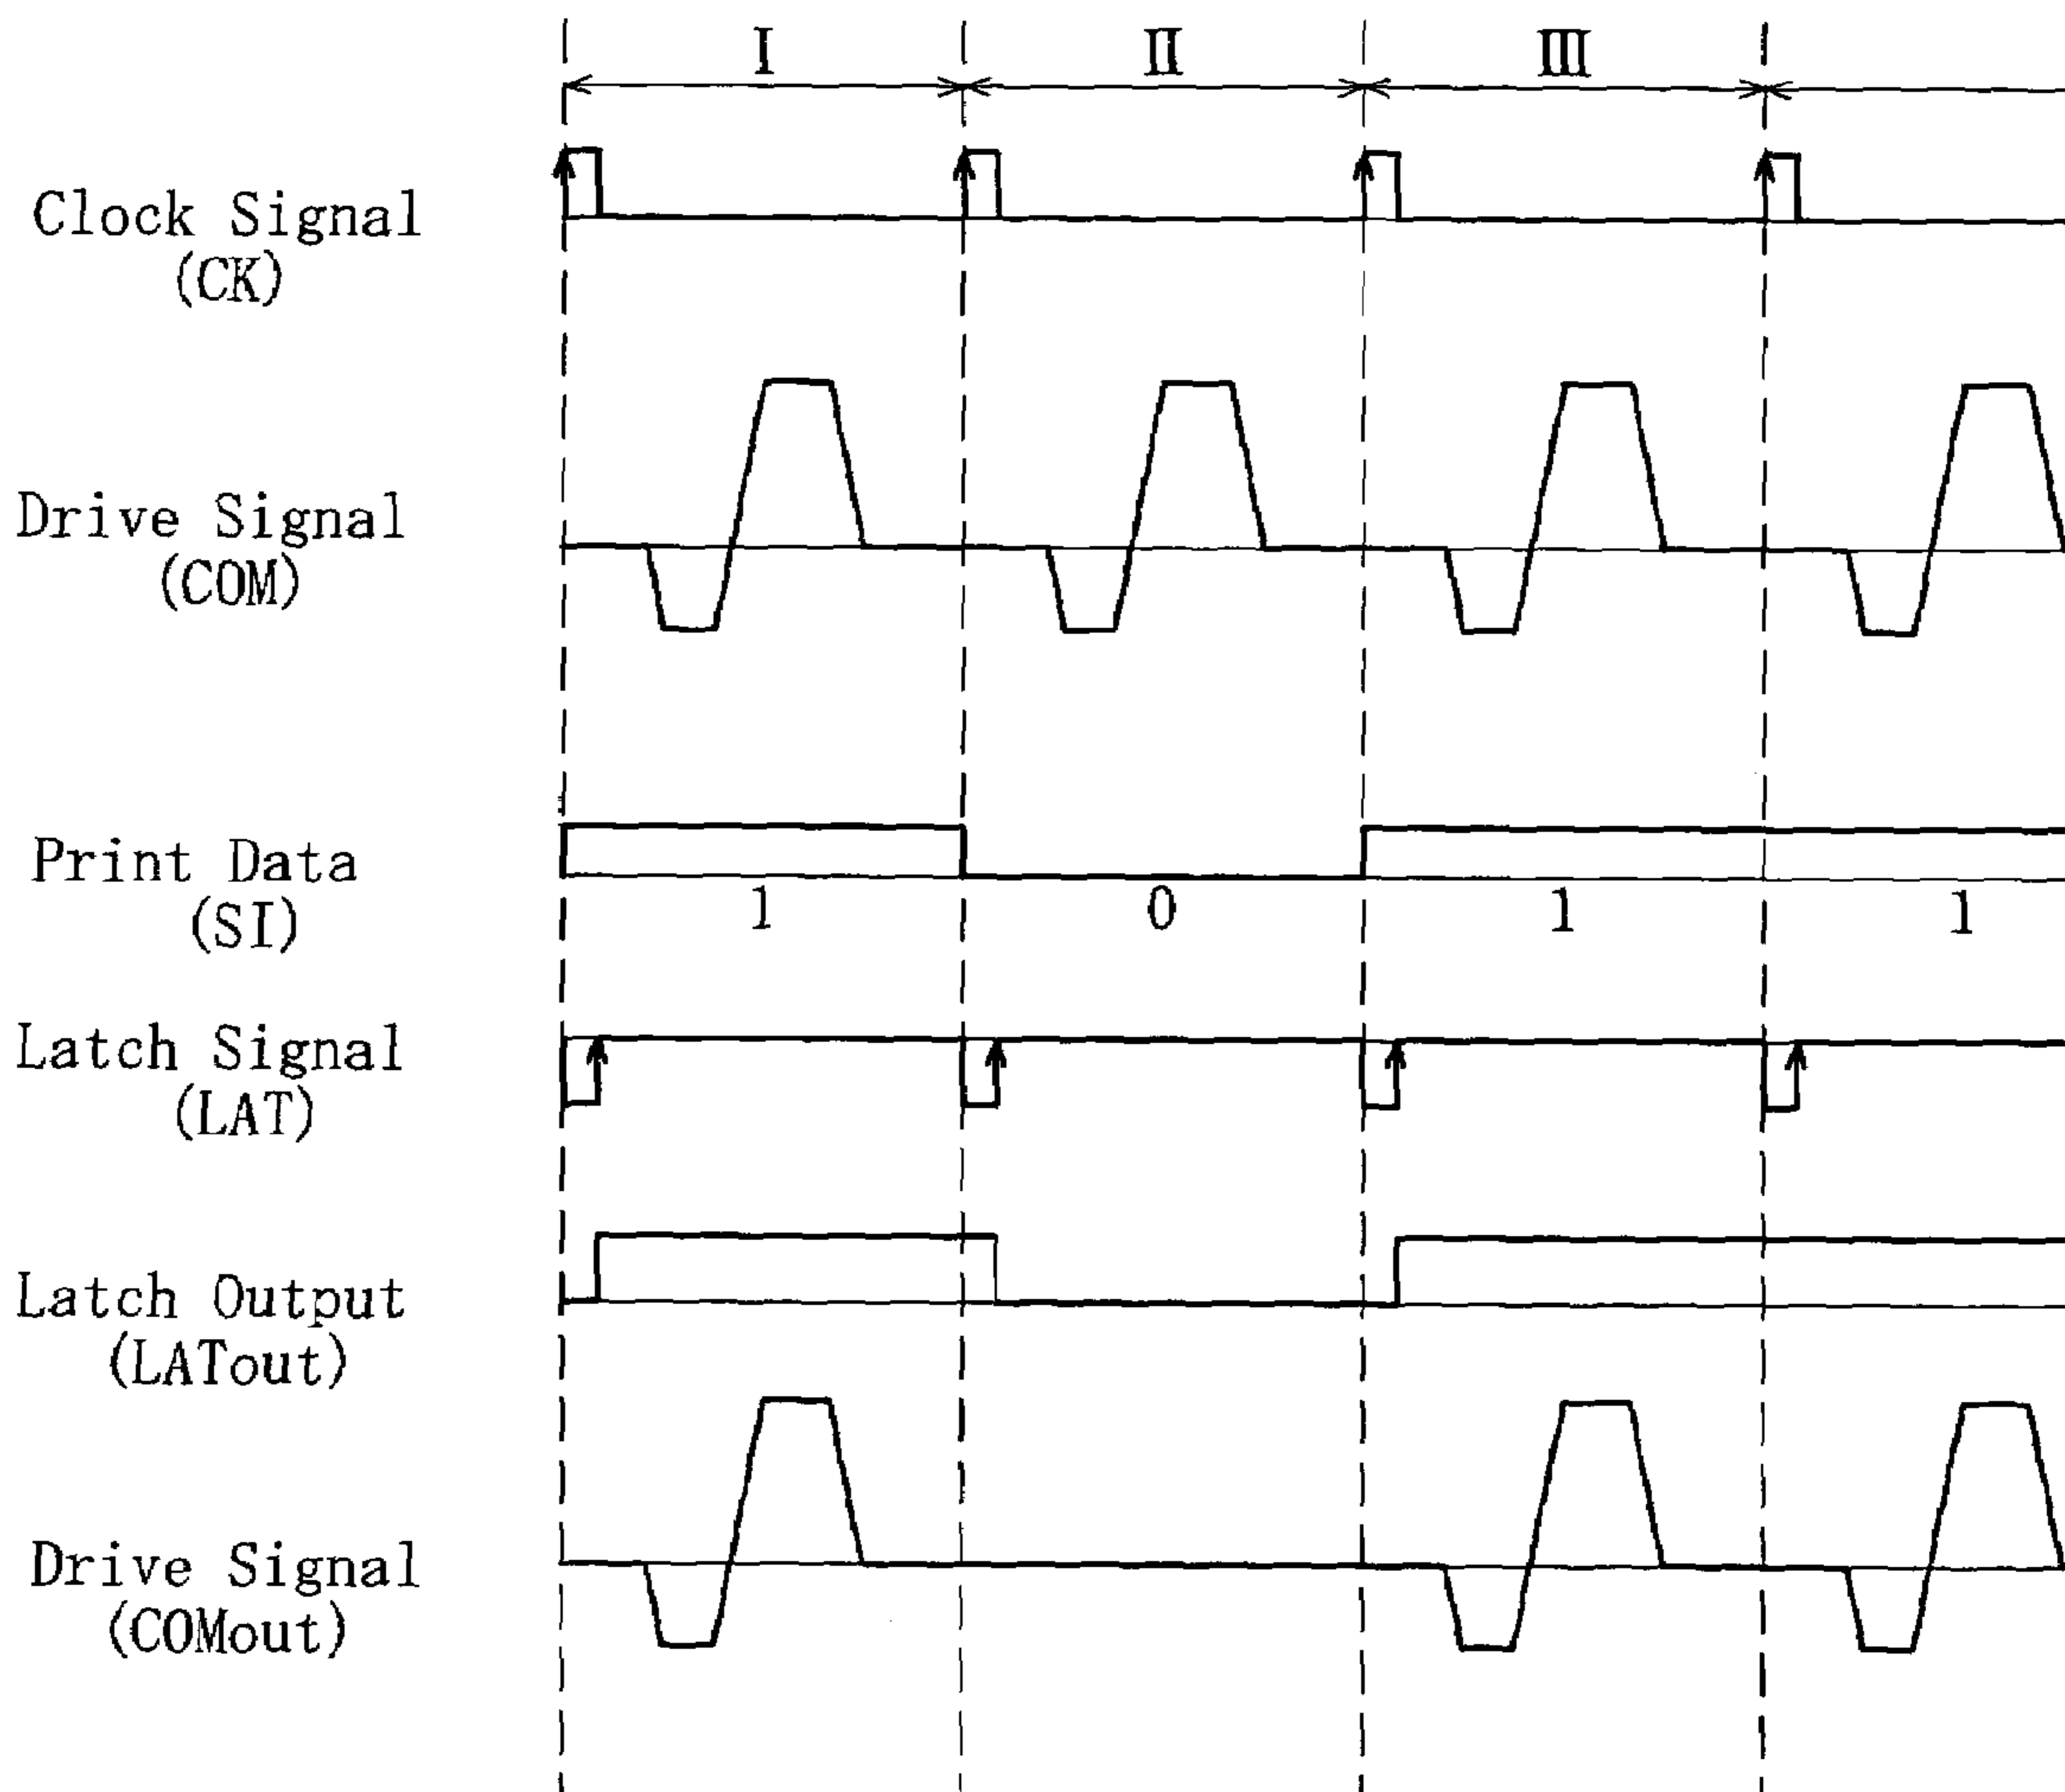 I II III
Clock Signal
(CK)
Drive Signal
(COM)
Print Data
(SI)
1 0 1 1
Latch Signal
(LAT)
Latch Output
(LATout)
Drive Signal
(COMout)